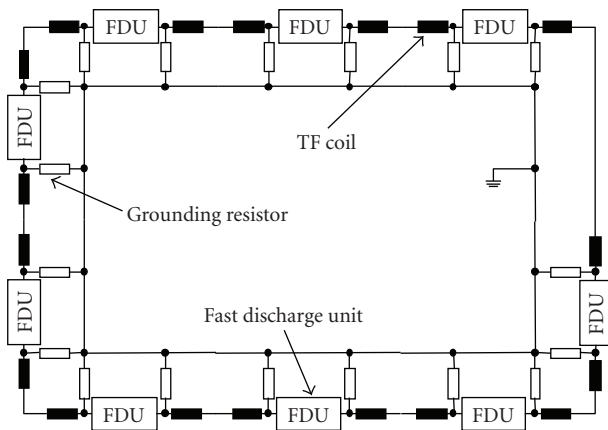 FDU
FDU
FDU
TF coil
FDU
Grounding resistor
FDU
FDU
Fast discharge unit
FDU
FDU
FDU